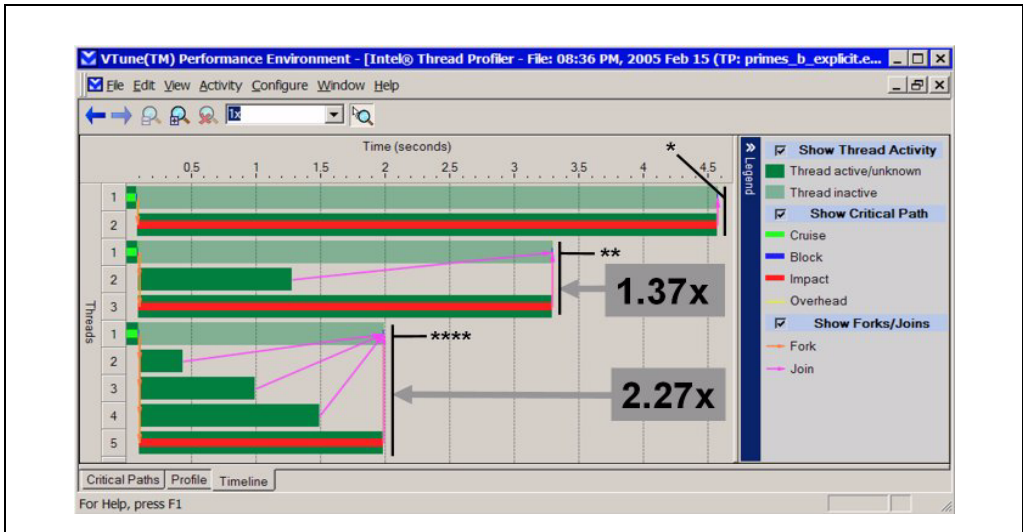 VTune(TM) Performance Environment - [Intel® Thread Profiler - File: 08:36 PM, 2005 Feb 15 (TP: primes_b_explicit.e...
File Edit View Activity Configure Window Help
1x
Time (seconds)
0.5 1 1.5 2 2.5 3 3.5 4 4.5
*
1
2
1
**
2
1.37x
3
Threads
1
****
2
3
2.27x
4
5
Legend
Show Thread Activity
Thread active/unknown
Thread inactive
Show Critical Path
Cruise
Block
Impact
Overhead
Show Forks/Joins
Fork
Join
Critical Paths Profile Timeline
For Help, press F1